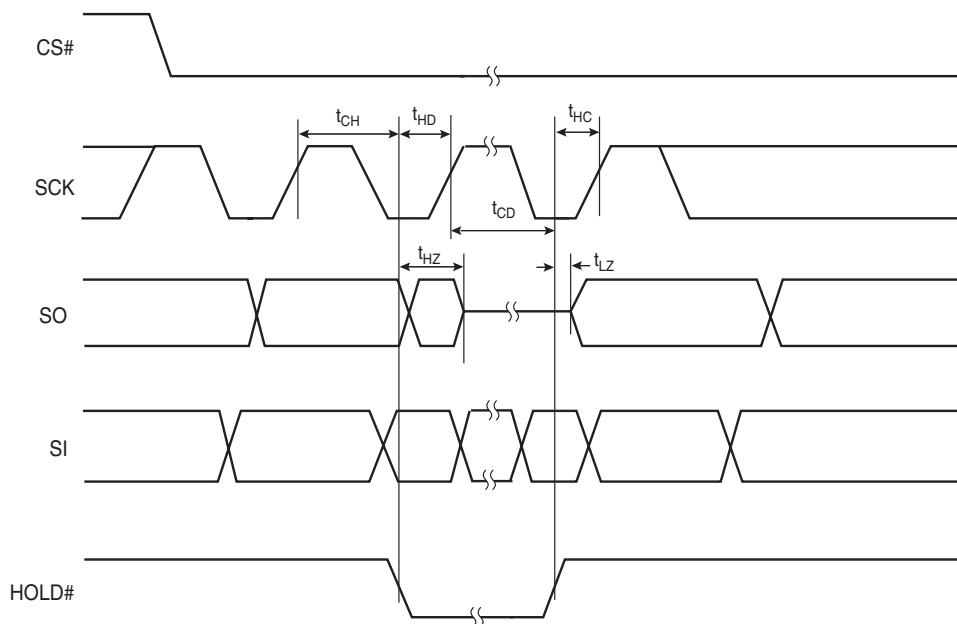 CS#
tCH
tHD
tHC
SCK
tCD
tHZ
tLZ
SO
SI
HOLD#